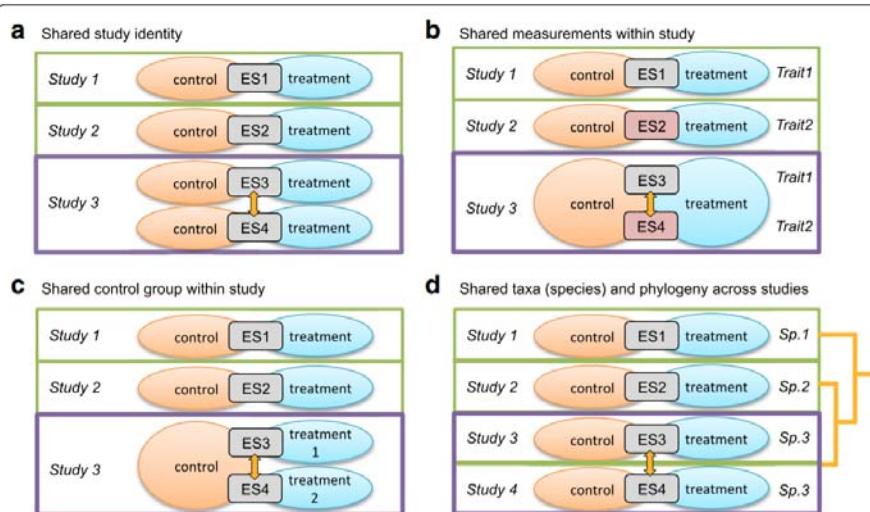 a Shared study identity
Study 1 control ES1 treatment
Study 2 control ES2 treatment
Study 3
control ES3 treatment
control ES4 treatment
b Shared measurements within study
Study 1 control ES1 treatment Trait1
Study 2 control ES2 treatment Trait2
Study 3 control treatment
ES3 Trait1
ES4 Trait2
c Shared control group within study
Study 1 control ES1 treatment
Study 2 control ES2 treatment
Study 3 control
ES3 treatment 1
ES4 treatment 2
d Shared taxa (species) and phylogeny across studies
Study 1 control ES1 treatment Sp.1
Study 2 control ES2 treatment Sp.2
Study 3 control ES3 treatment Sp.3
Study 4 control ES4 treatment Sp.3